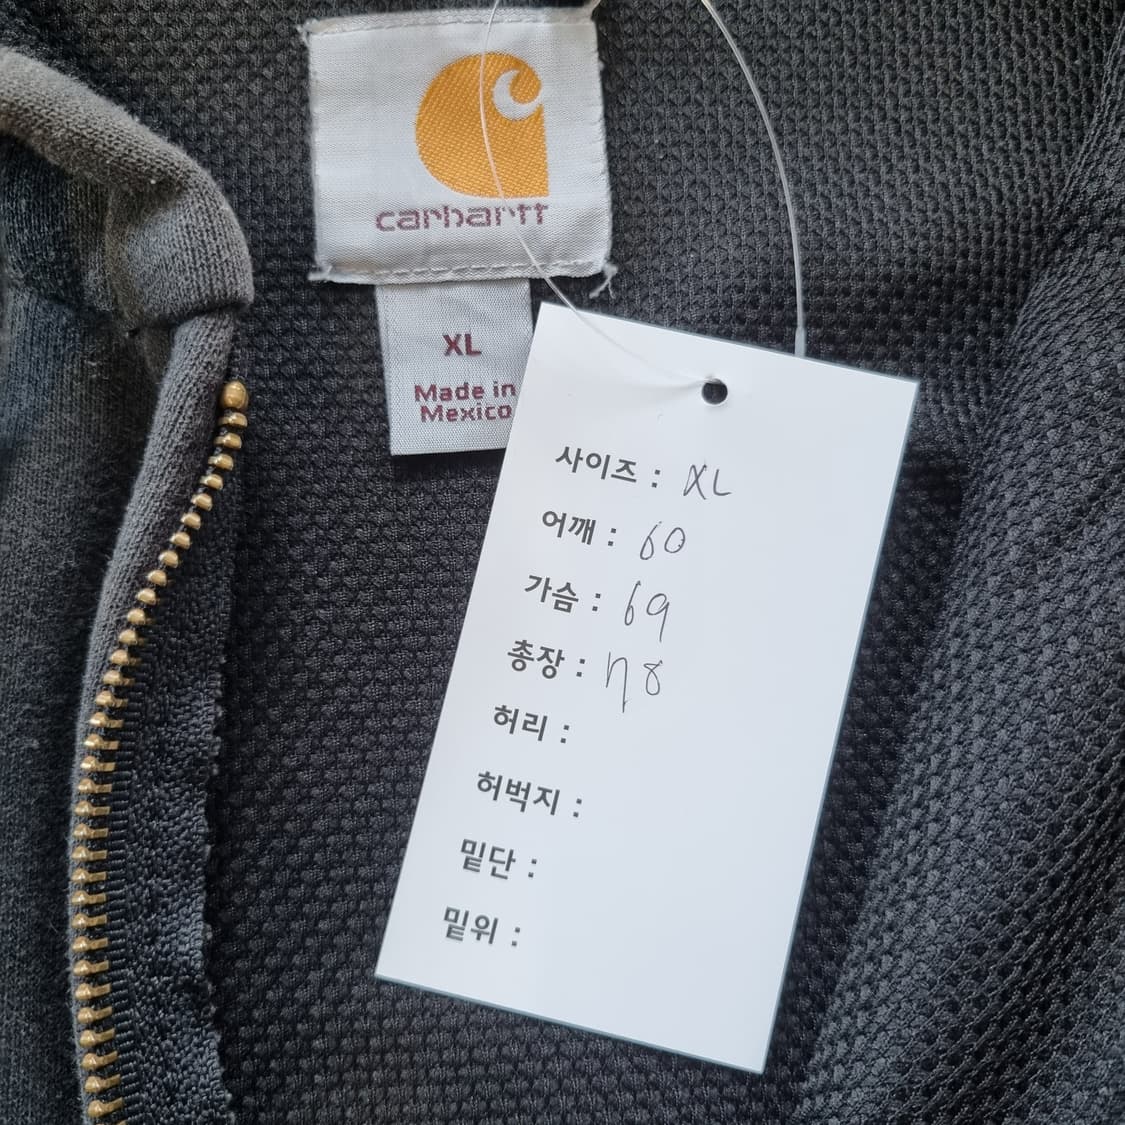 carhartt
XL
Made in
Mexico
사이즈 : XL
어깨 : 60
가슴 : 69
총장 : 78
허리 :
허벅지 :
밑단 :
밑위 :